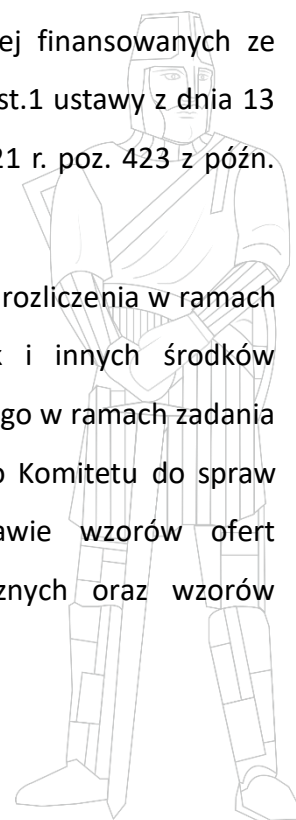 ej finansowanych ze
st.1 ustawy z dnia 13
21 r. poz. 423 z późn.
rozliczenia w ramach
k i innych środków
go w ramach zadania
o Komitetu do spraw
awie wzorów ofert
znych oraz wzorów